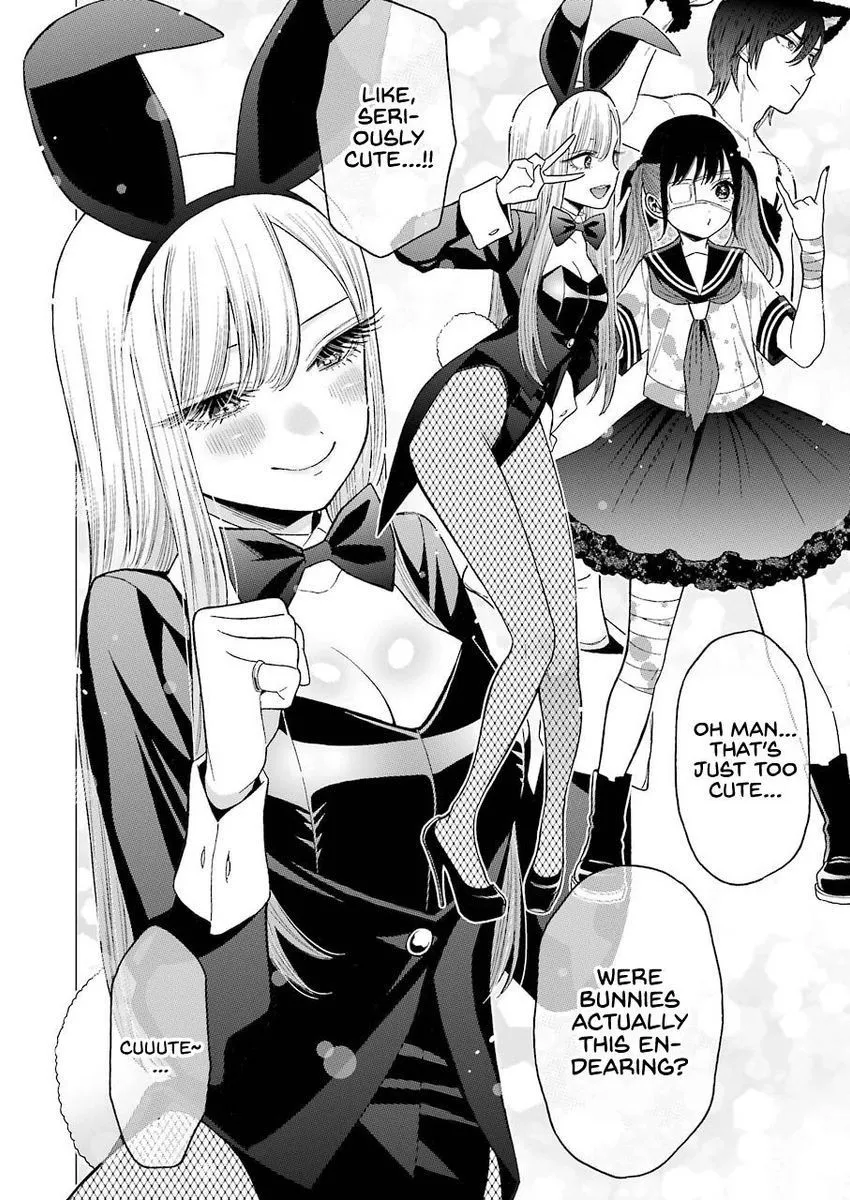 OH MAN...
THAT'S
JUST TOO
CUTE...
LIKE,
SERI-
OUSLY
CUTE...!!
WERE
BUNNIES
ACTUALLY
THIS EN-
DEARING?
CUUUTE~
...